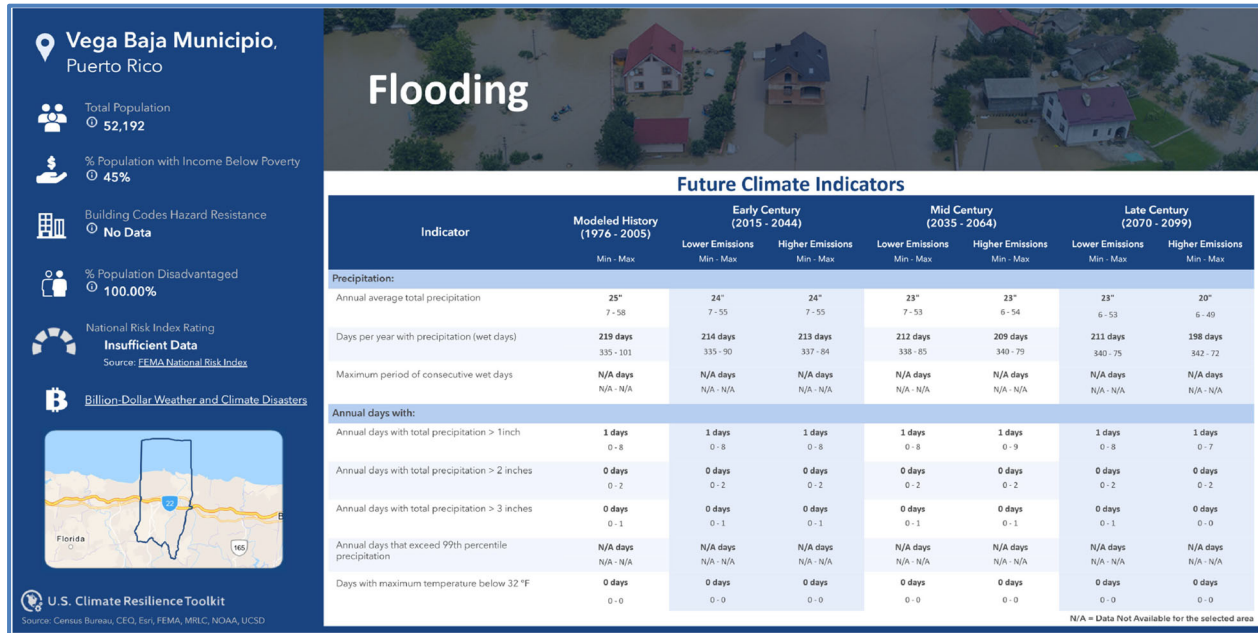 Vega Baja Municipio,
Puerto Rico
Total Population
52,192
% Population with Income Below Poverty
45%
Building Codes Hazard Resistance
No Data
% Population Disadvantaged
100.00%
National Risk Index Rating
Insufficient Data
Source: FEMA National Risk Index
Billion-Dollar Weather and Climate Disasters
22
Florida
165
B
U.S. Climate Resilience Toolkit
Source: Census Bureau, CEQ, Esri, FEMA, MRLC, NOAA, UCSD
Flooding
Future Climate Indicators
Indicator Modeled History (1976 - 2005) Early Century (2015 - 2044) Mid Century (2035 - 2064) Late Century (2070 - 2099)
Lower Emissions Higher Emissions Lower Emissions Higher Emissions Lower Emissions Higher Emissions
Min - Max Min - Max Min - Max Min - Max Min - Max Min - Max Min - Max
Precipitation:
Annual average total precipitation 25" 24" 24" 23" 23" 23" 20"
7 - 58 7 - 55 7 - 55 7 - 53 6 - 54 6 - 53 6 - 49
Days per year with precipitation (wet days) 219 days 214 days 213 days 212 days 209 days 211 days 198 days
335 - 101 335 - 90 337 - 84 338 - 85 340 - 79 340 - 75 342 - 72
Maximum period of consecutive wet days N/A days N/A days N/A days N/A days N/A days N/A days N/A days
N/A - N/A N/A - N/A N/A - N/A N/A - N/A N/A - N/A N/A - N/A N/A - N/A
Annual days with:
Annual days with total precipitation > 1inch 1 days 1 days 1 days 1 days 1 days 1 days 1 days
0 - 8 0 - 8 0 - 8 0 - 8 0 - 9 0 - 8 0 - 7
Annual days with total precipitation > 2 inches 0 days 0 days 0 days 0 days 0 days 0 days 0 days
0 - 2 0 - 2 0 - 2 0 - 2 0 - 2 0 - 2 0 - 2
Annual days with total precipitation > 3 inches 0 days 0 days 0 days 0 days 0 days 0 days 0 days
0 - 1 0 - 1 0 - 1 0 - 1 0 - 1 0 - 1 0 - 0
Annual days that exceed 99th percentile precipitation N/A days N/A days N/A days N/A days N/A days N/A days N/A days
N/A - N/A N/A - N/A N/A - N/A N/A - N/A N/A - N/A N/A - N/A N/A - N/A
Days with maximum temperature below 32 °F 0 days 0 days 0 days 0 days 0 days 0 days 0 days
0 - 0 0 - 0 0 - 0 0 - 0 0 - 0 0 - 0 0 - 0
N/A = Data Not Available for the selected area